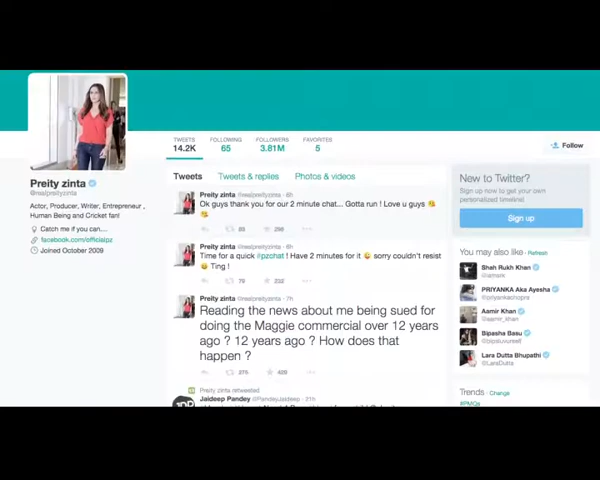 TWEETS
14.2K
FOLLOWING
65
FOLLOWERS
3.81M
FAVORITES
5
Follow
Preity zinta
@realpreityzinta
Actor, Producer, Writer, Entrepreneur ,
Human Being and Cricket fan!
Catch me if you can....
facebook.com/officialpz
Joined October 2009
Tweets
Tweets & replies
Photos & videos
Preity zinta @realpreityzinta · 6h
Ok guys thank you for our 2 minute chat... Gotta run ! Love u guys 😘
😘
Preity zinta @realpreityzinta · 6h
Time for a quick #pzchat ! Have 2 minutes for it 😜 sorry couldn't resist
😄 Ting !
79
232
Preity zinta @realpreityzinta · 7h
Reading the news about me being sued for
doing the Maggie commercial over 12 years
ago ? 12 years ago ? How does that
happen ?
Preity zinta retweeted
Jaideep Pandey @PandeyJaideep · 21h
New to Twitter?
Sign up now to get your own
personalized timeline!
Sign up
You may also like · Refresh
Shah Rukh Khan
@iamsrk
PRIYANKA Aka Ayesha
@priyankachopra
Aamir Khan
@aamir_khan
Bipasha Basu
@bipsluvurself
Lara Dutta Bhupathi
@LaraDutta
Trends · Change
#PMQs